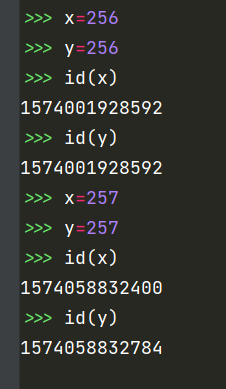 >>> x=256
>>> y=256
>>> id(x)
1574001928592
>>> id(y)
1574001928592
>>> x=257
>>> y=257
>>> id(x)
1574058832400
>>> id(y)
1574058832784